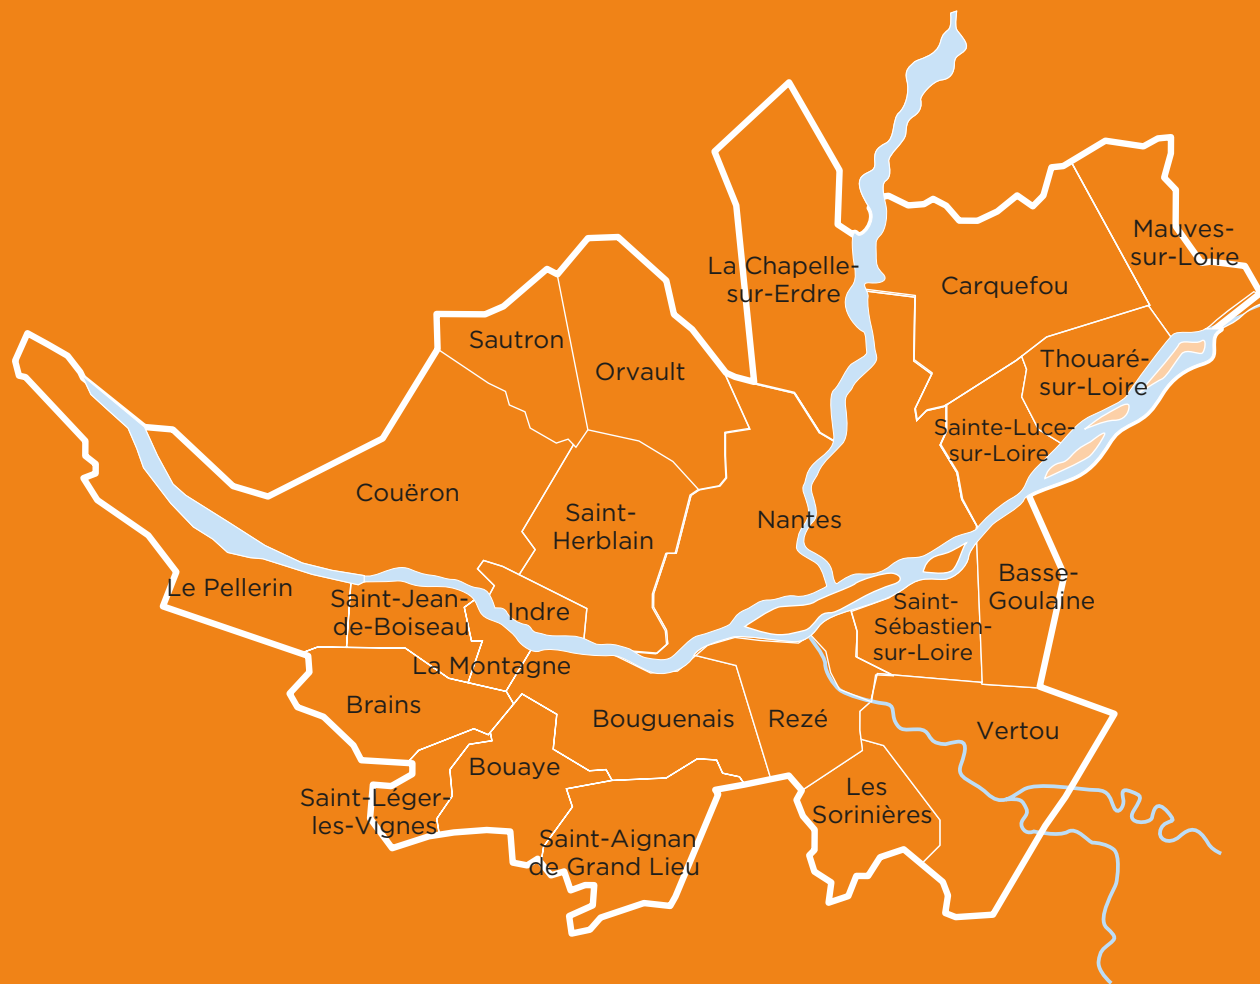 Mauves-
sur-Loire
La Chapelle-
sur-Erdre
Carquefou
Sautron
Orvault
Thouaré-
sur-Loire
Sainte-Luce-
sur-Loire
Couëron
Saint-
Herblain
Nantes
Le Pellerin
Saint-Jean-
de-Boiseau
Indre
Basse-
Goulaine
Saint-
Sébastien-
sur-Loire
La Montagne
Brains
Bouguenais
Rezé
Vertou
Bouaye
Saint-Léger-
les-Vignes
Les
Sorinières
Saint-Aignan
de Grand Lieu